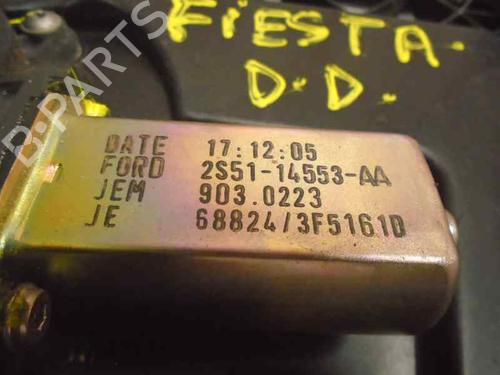 FIESTA
D.D.
B-PARTS
DATE 17:12:05
FORD 2S51-14553-AA
JEM 903.0223
JE 68824/3F5161D